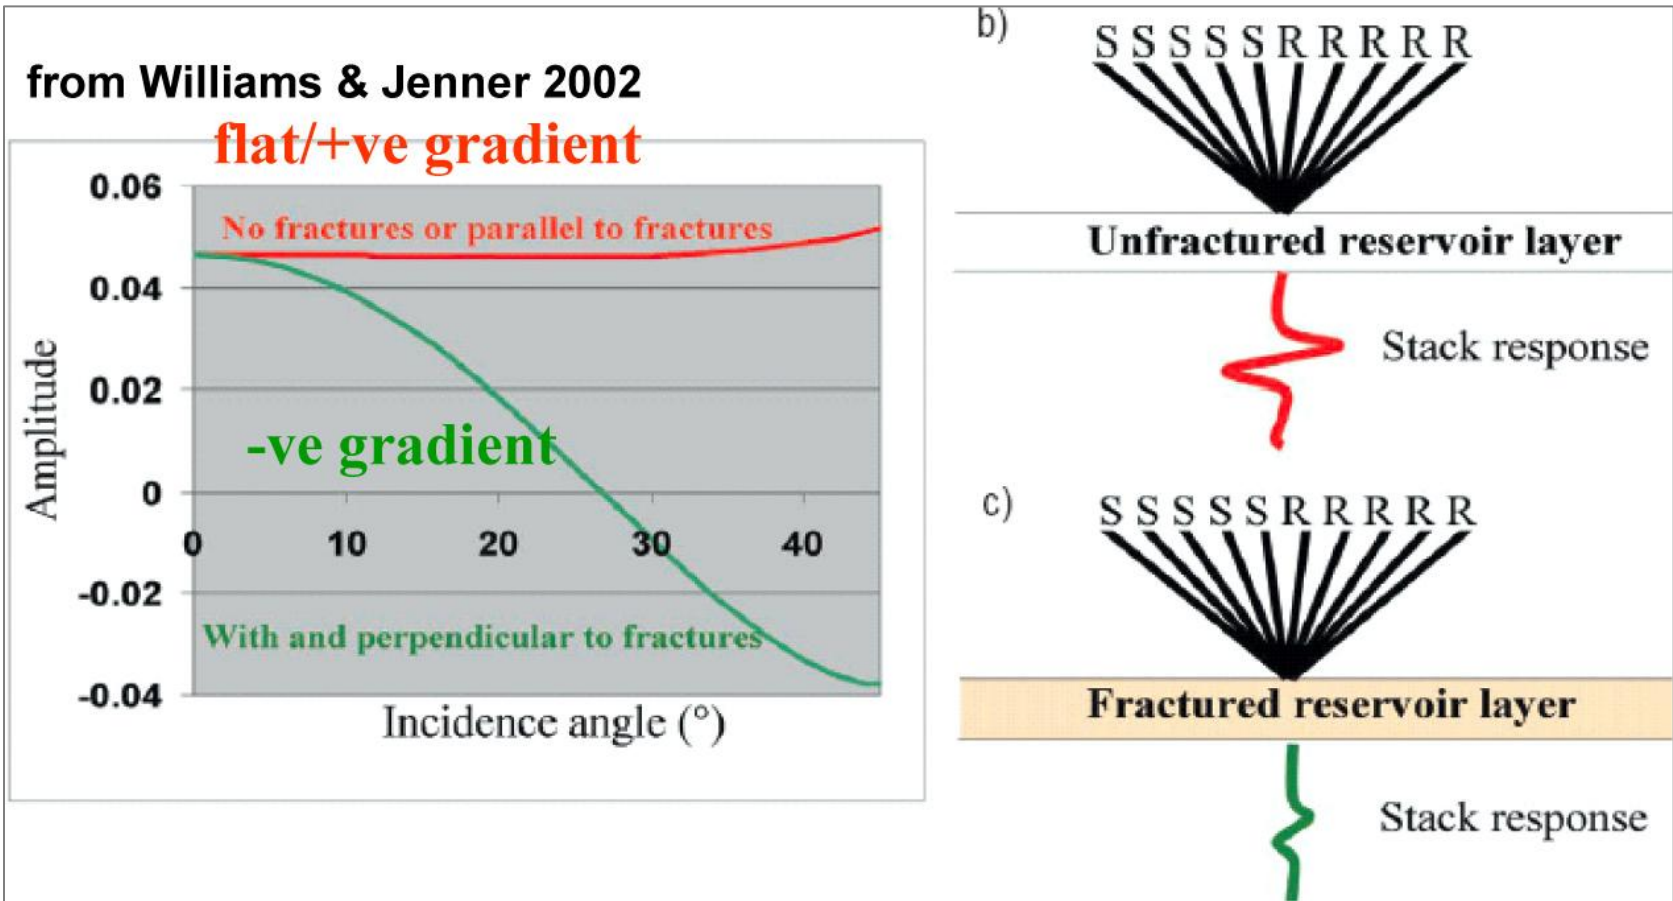 from Williams & Jenner 2002
flat/+ve gradient
0.06
No fractures or parallel to fractures
0.04
Amplitude
0.02
-ve gradient
0
0 10 20 30 40
-0.02
With and perpendicular to fractures
-0.04
Incidence angle (°)
b)
S S S S S R R R R R
Unfractured reservoir layer
Stack response
c)
S S S S S R R R R R
Fractured reservoir layer
Stack response